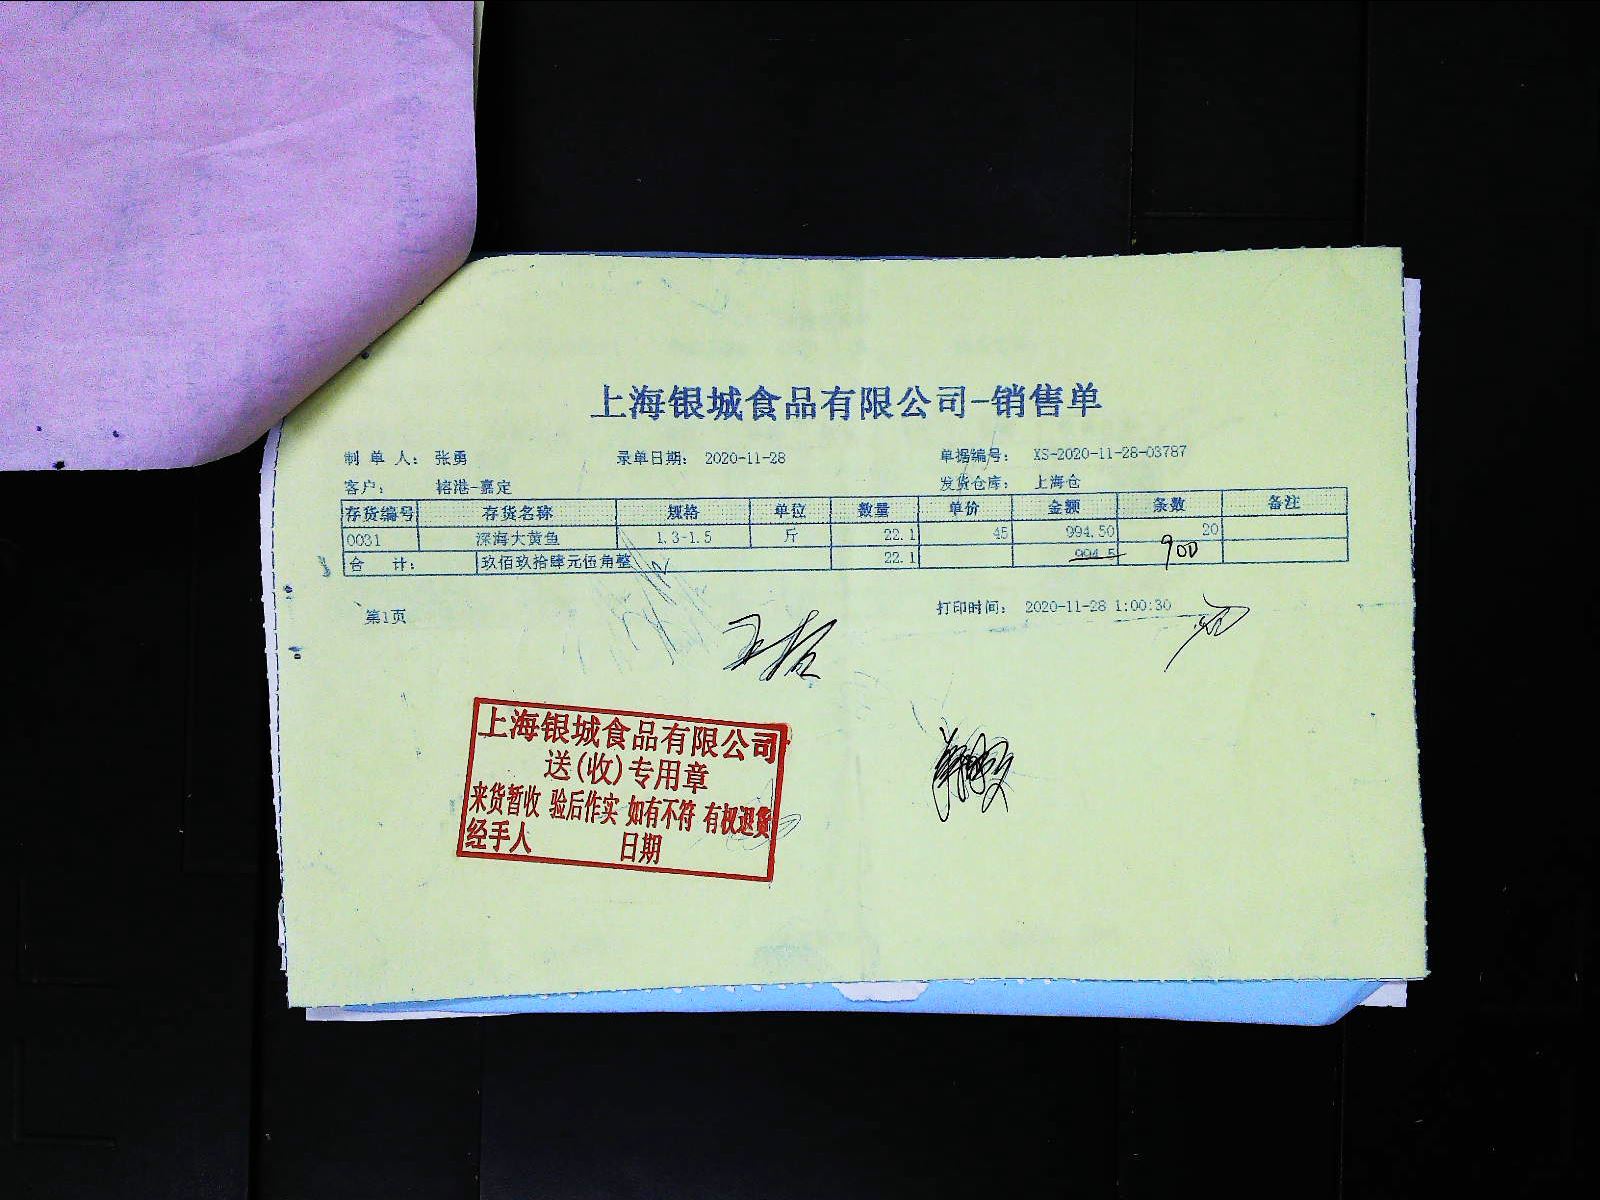 上海银城食品有限公司-销售单
制 单 人： 张勇 录单日期： 2020-11-28 单据编号： XS-2020-11-28-03787
客户： 榕港-嘉定 发货仓库： 上海仓
存货编号 存货名称 规格 单位 数量 单价 金额 条数 备注
0031 深海大黄鱼 1.3-1.5 斤 22.1 45 994.50 20
合 计： 玖佰玖拾肆元伍角整 22.1 994.5 900
第1页 打印时间： 2020-11-28 1:00:30
上海银城食品有限公司
送(收)专用章
来货暂收 验后作实 如有不符 有权退货
经手人 日期